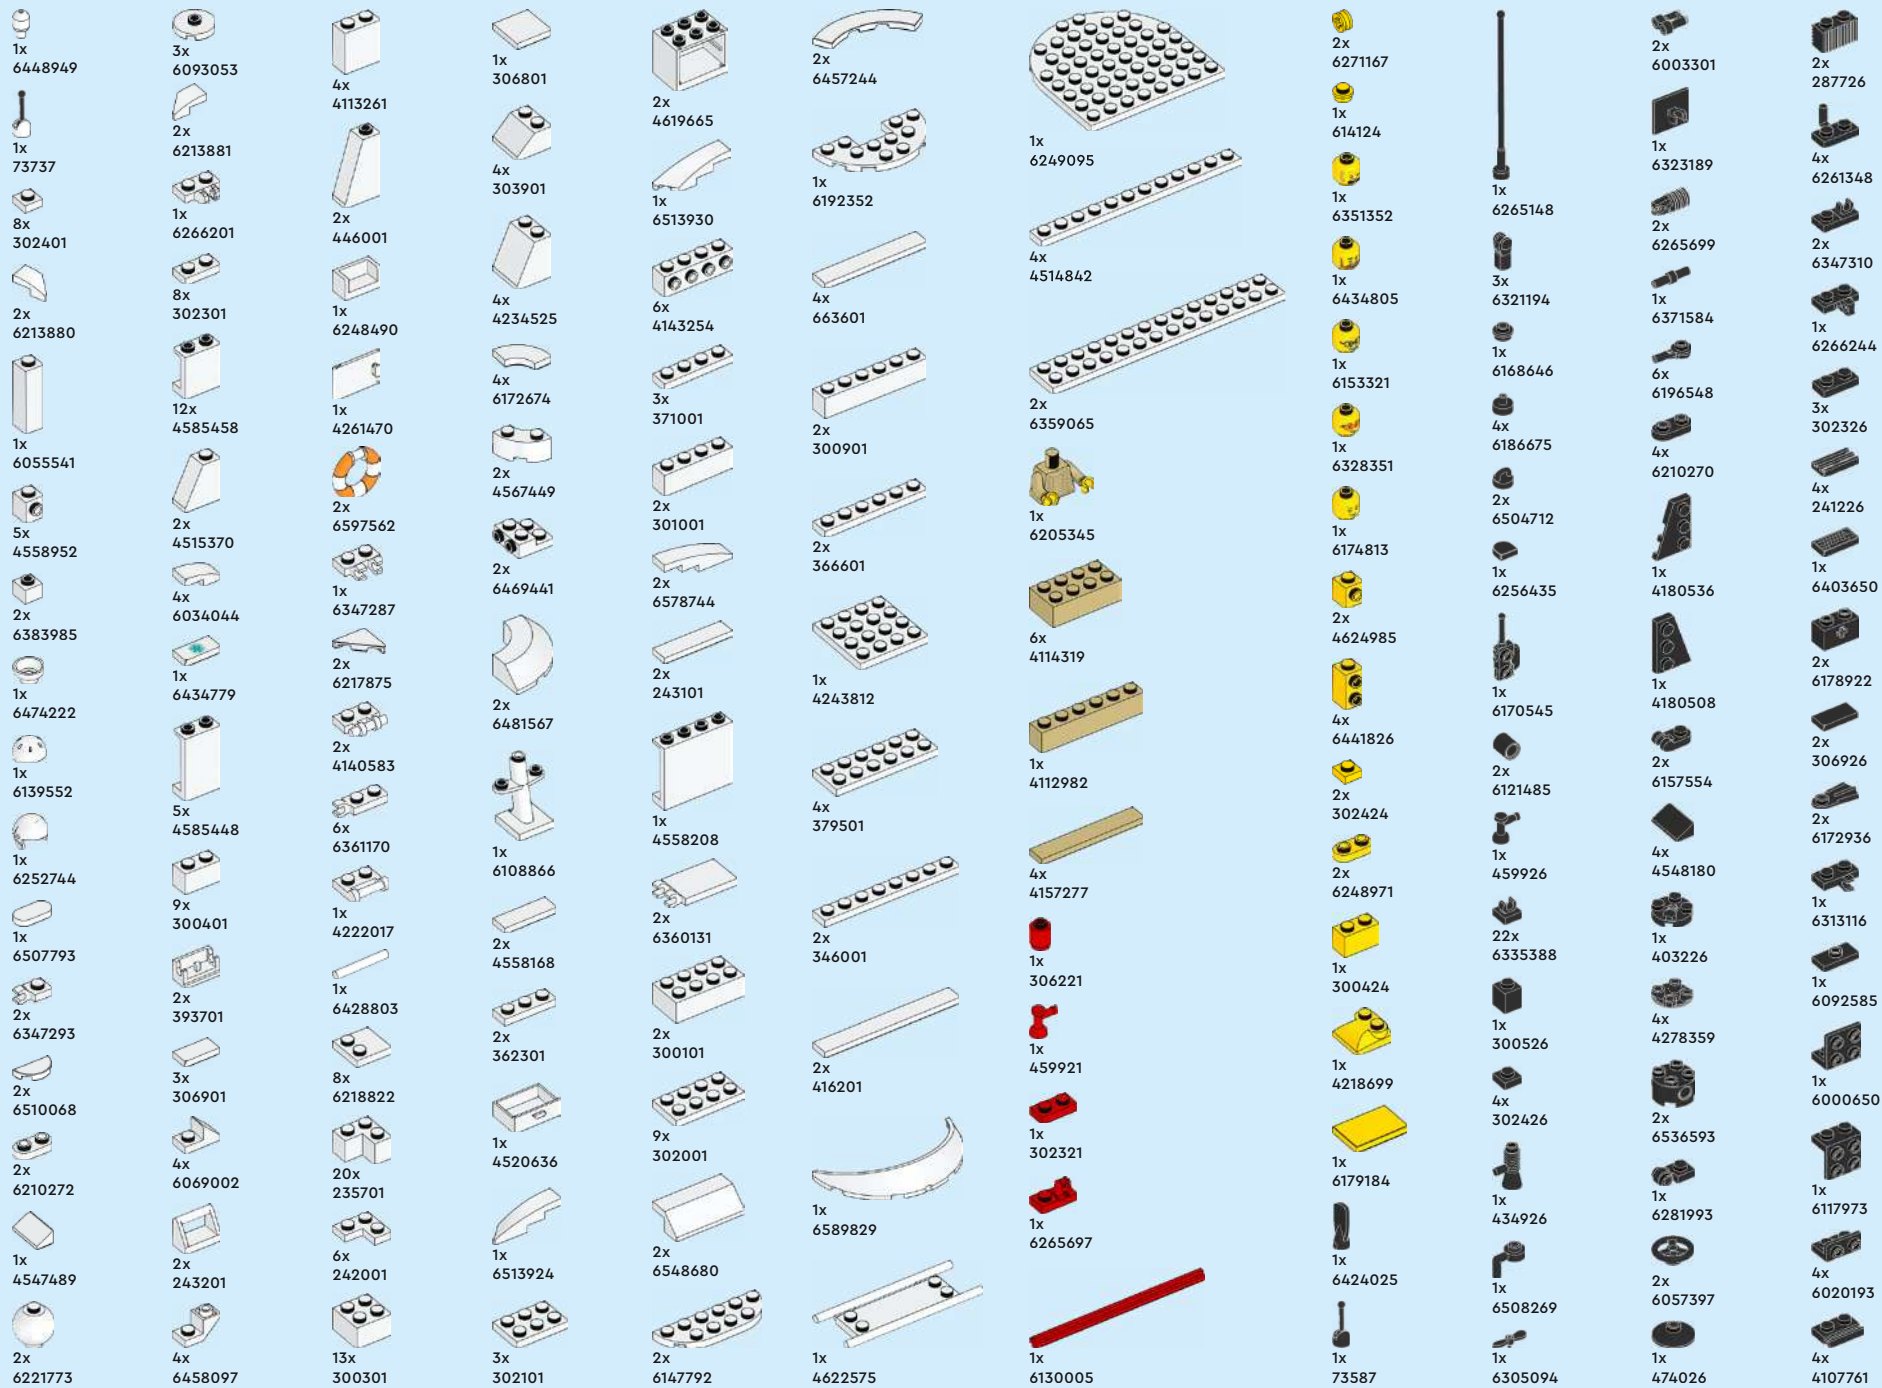 1x
6448949
1x
73737
8x
302401
2x
6213880
1x
6055541
5x
4558952
2x
6383985
1x
6474222
1x
6139552
1x
6252744
1x
6507793
2x
6347293
2x
6510068
2x
6210272
1x
4547489
2x
6221773
3x
6093053
2x
6213881
1x
6266201
8x
302301
12x
4585458
2x
4515370
4x
6034044
1x
6434779
5x
4585448
9x
300401
2x
393701
3x
306901
4x
6069002
2x
243201
4x
6458097
4x
4113261
2x
446001
1x
6248490
1x
4261470
2x
6597562
1x
6347287
2x
6217875
2x
4140583
6x
6361170
1x
4222017
1x
6428803
8x
6218822
20x
235701
6x
242001
13x
300301
1x
306801
4x
303901
4x
4234525
4x
6172674
2x
4567449
2x
6469441
2x
6481567
1x
6108866
2x
4558168
2x
362301
1x
4520636
1x
6513924
3x
302101
2x
4619665
1x
6513930
6x
4143254
3x
371001
2x
301001
2x
6578744
2x
243101
1x
4558208
2x
6360131
2x
300101
9x
302001
2x
6548680
2x
6147792
2x
6457244
1x
6192352
4x
663601
2x
300901
2x
366601
1x
4243812
4x
379501
2x
346001
2x
416201
1x
6589829
1x
4622575
1x
6249095
4x
4514842
2x
6359065
1x
6205345
6x
4114319
1x
4112982
4x
4157277
1x
306221
1x
459921
1x
302321
1x
6265697
1x
6130005
2x
6271167
1x
614124
1x
6351352
1x
6434805
1x
6153321
1x
6328351
1x
6174813
2x
4624985
4x
6441826
2x
302424
2x
6248971
1x
300424
1x
4218699
1x
6179184
1x
6424025
1x
73587
1x
6265148
3x
6321194
1x
6168646
4x
6186675
2x
6504712
1x
6256435
1x
6170545
2x
6121485
1x
459926
22x
6335388
1x
300526
4x
302426
1x
434926
1x
6508269
1x
6305094
2x
6003301
1x
6323189
2x
6265699
1x
6371584
6x
6196548
4x
6210270
1x
4180536
1x
4180508
2x
6157554
4x
4548180
1x
403226
4x
4278359
2x
6536593
1x
6281993
2x
6057397
1x
474026
2x
287726
4x
6261348
2x
6347310
1x
6266244
3x
302326
4x
241226
1x
6403650
2x
6178922
2x
306926
2x
6172936
1x
6313116
1x
6092585
1x
6000650
1x
6117973
4x
6020193
4x
4107761